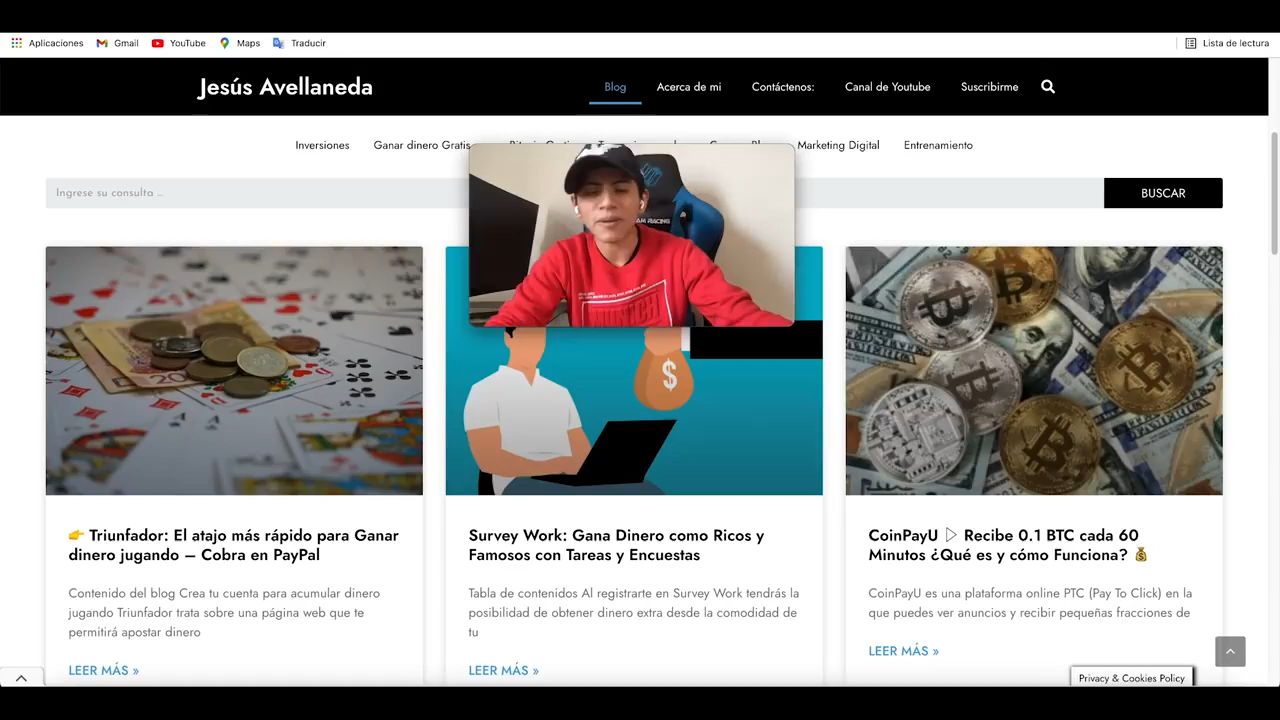 Aplicaciones Gmail YouTube Maps Traducir Lista de lectura
Jesús Avellaneda Blog Acerca de mi Contáctenos: Canal de Youtube Suscribirme
Inversiones Ganar dinero Gratis Marketing Digital Entrenamiento
Ingrese su consulta ... BUSCAR
AM RACING
$
👉 Triunfador: El atajo más rápido para Ganar
dinero jugando – Cobra en PayPal
Contenido del blog Crea tu cuenta para acumular dinero
jugando Triunfador trata sobre una página web que te
permitirá apostar dinero
LEER MÁS »
Survey Work: Gana Dinero como Ricos y
Famosos con Tareas y Encuestas
Tabla de contenidos Al registrarte en Survey Work tendrás la
posibilidad de obtener dinero extra desde la comodidad de
tu
LEER MÁS »
CoinPayU ▷ Recibe 0.1 BTC cada 60
Minutos ¿Qué es y cómo Funciona? 💰
CoinPayU es una plataforma online PTC (Pay To Click) en la
que puedes ver anuncios y recibir pequeñas fracciones de
LEER MÁS »
Privacy & Cookies Policy